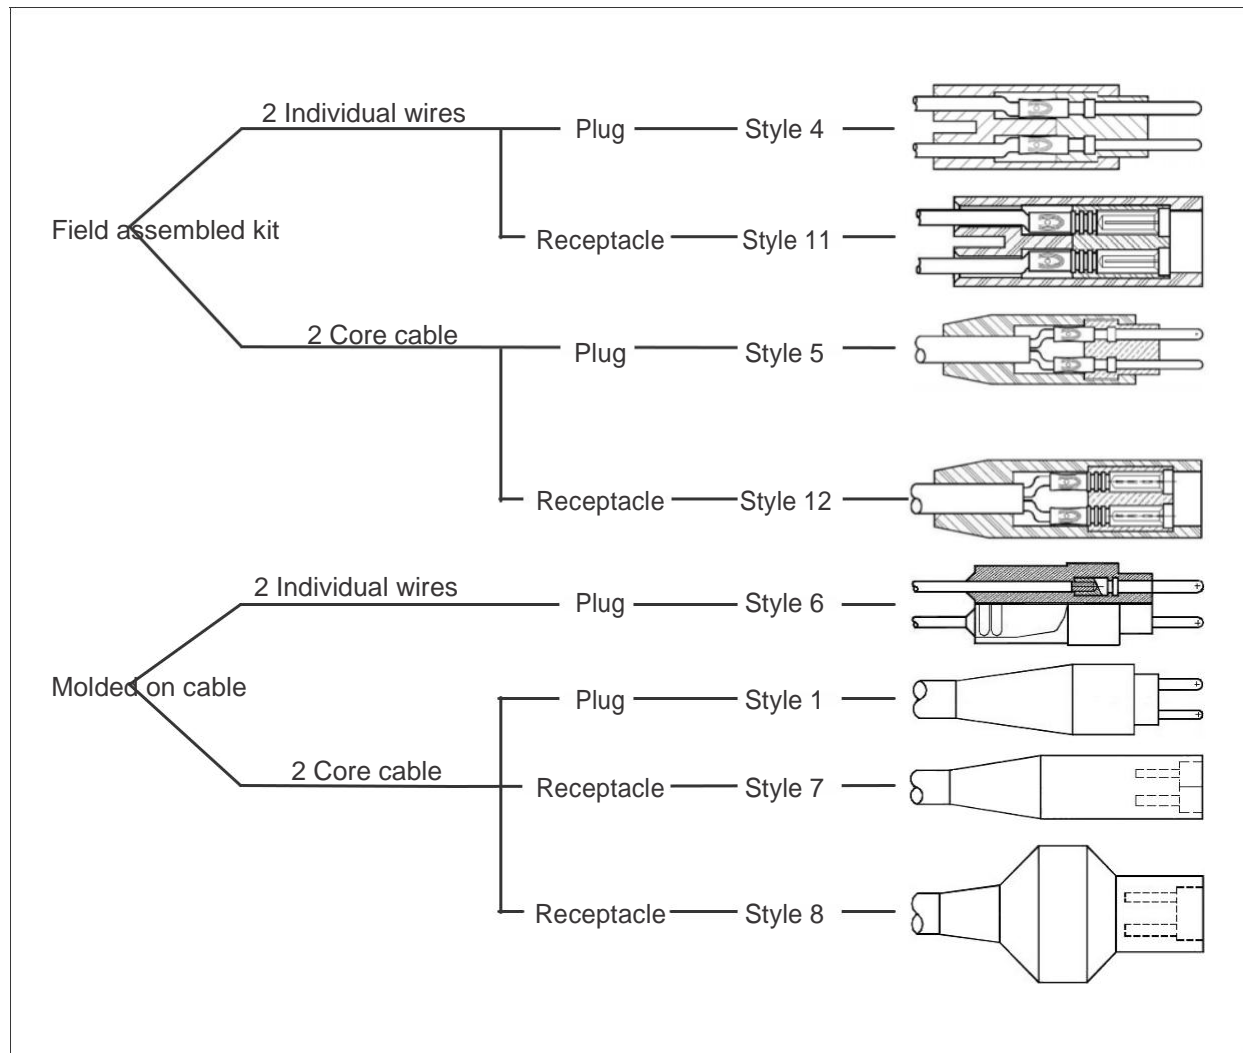 2 Individual wires
Plug
Style 4
Field assembled kit
Receptacle
Style 11
2 Core cable
Plug
Style 5
Receptacle
Style 12
2 Individual wires
Plug
Style 6
Molded on cable
Plug
Style 1
2 Core cable
Receptacle
Style 7
Receptacle
Style 8